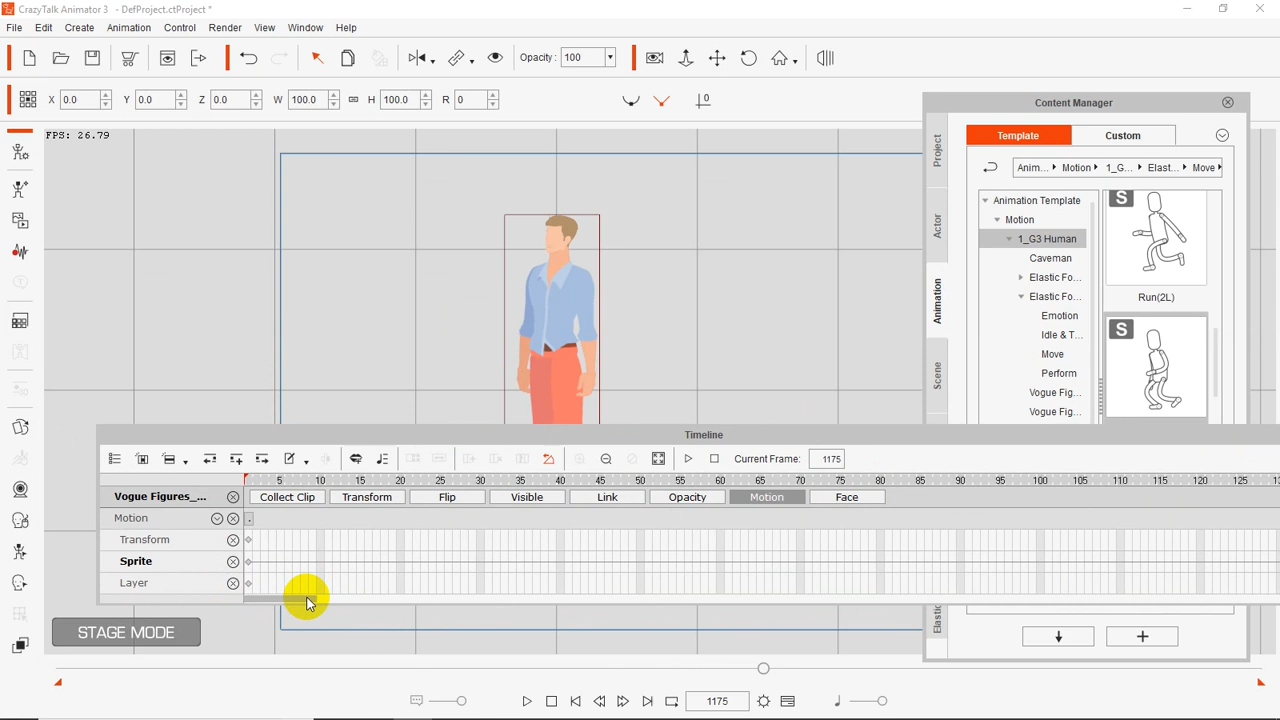 CrazyTalk Animator 3 - DefProject.ctProject *
File Edit Create Animation Control Render View Window Help
Opacity : 100
X 0.0 Y 0.0 Z 0.0 W 100.0 H 100.0 R 0
FPS: 26.79
Content Manager
Template Custom
Anim... Motion 1_G... Elast... Move
Project
Actor
Animation
Scene
Elastic
Animation Template
Motion
1_G3 Human
Caveman
Elastic Fo...
Elastic Fo...
Emotion
Idle & T...
Move
Perform
Vogue Fig...
Vogue Fig...
S
Run(2L)
S
Timeline
Current Frame: 1175
5 10 15 20 25 30 35 40 45 50 55 60 65 70 75 80 85 90 95 100 105 110 115 120 125 130
Vogue Figures_... Collect Clip Transform Flip Visible Link Opacity Motion Face
Motion
Transform
Sprite
Layer
STAGE MODE
1175